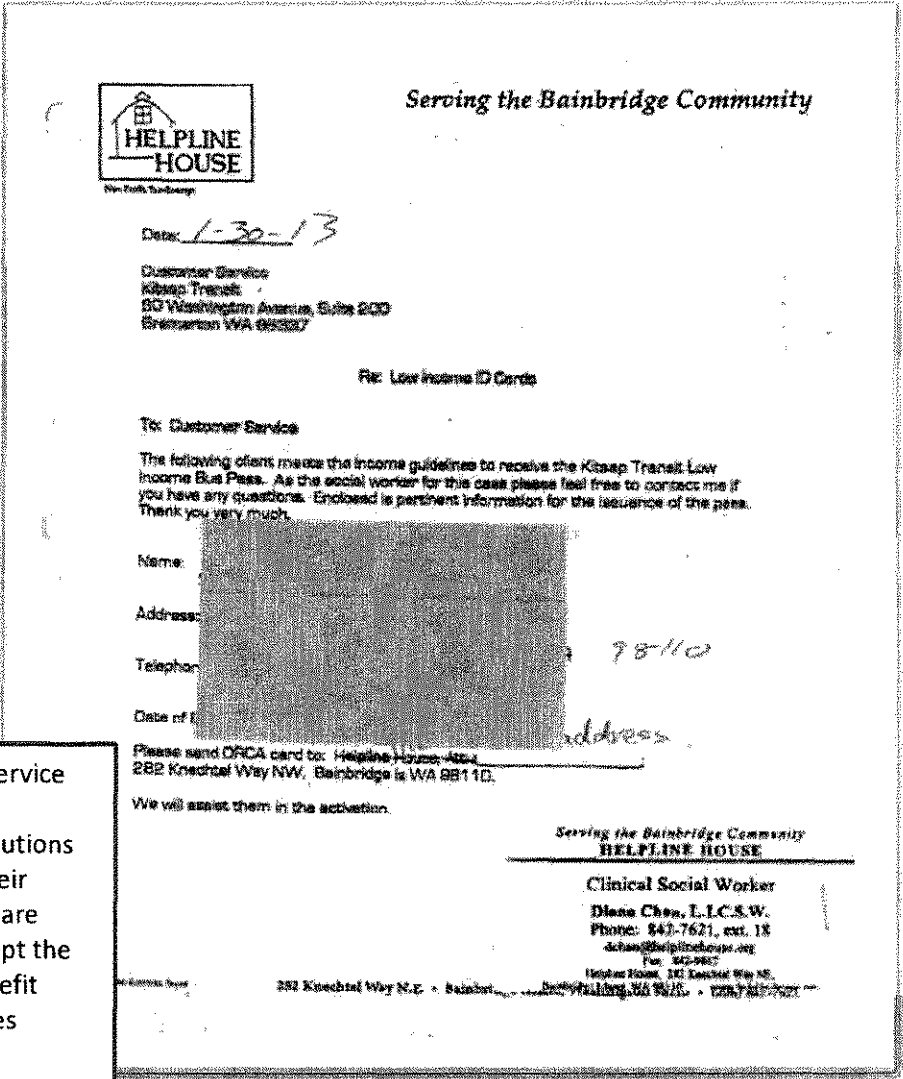 Serving the Bainbridge Community
HELPLINE
HOUSE
Date: 1-30-13
Customer Service
Kitsap Transit
60 Washington Avenue, Suite 200
Bremerton WA 98337
Re: Low Income ID Cards
To: Customer Service
The following client meets the income guidelines to receive the Kitsap Transit Low
Income Bus Pass. As the social worker for this case please feel free to contact me if
you have any questions. Enclosed is pertinent information for the issuance of the pass.
Thank you very much.
Name:
Address:
98110
Telephon
Date of
address
Please send ORCA card to: Helpline House, Attn:
282 Knechtel Way NW, Bainbridge Is WA 98110.
We will assist them in the activation.
ervice
utions
eir
are
pt the
efit
es
Serving the Bainbridge Community
HELPLINE HOUSE
Clinical Social Worker
Phone: 842-7621, ext. 18
282 Knechtel Way N.E. •